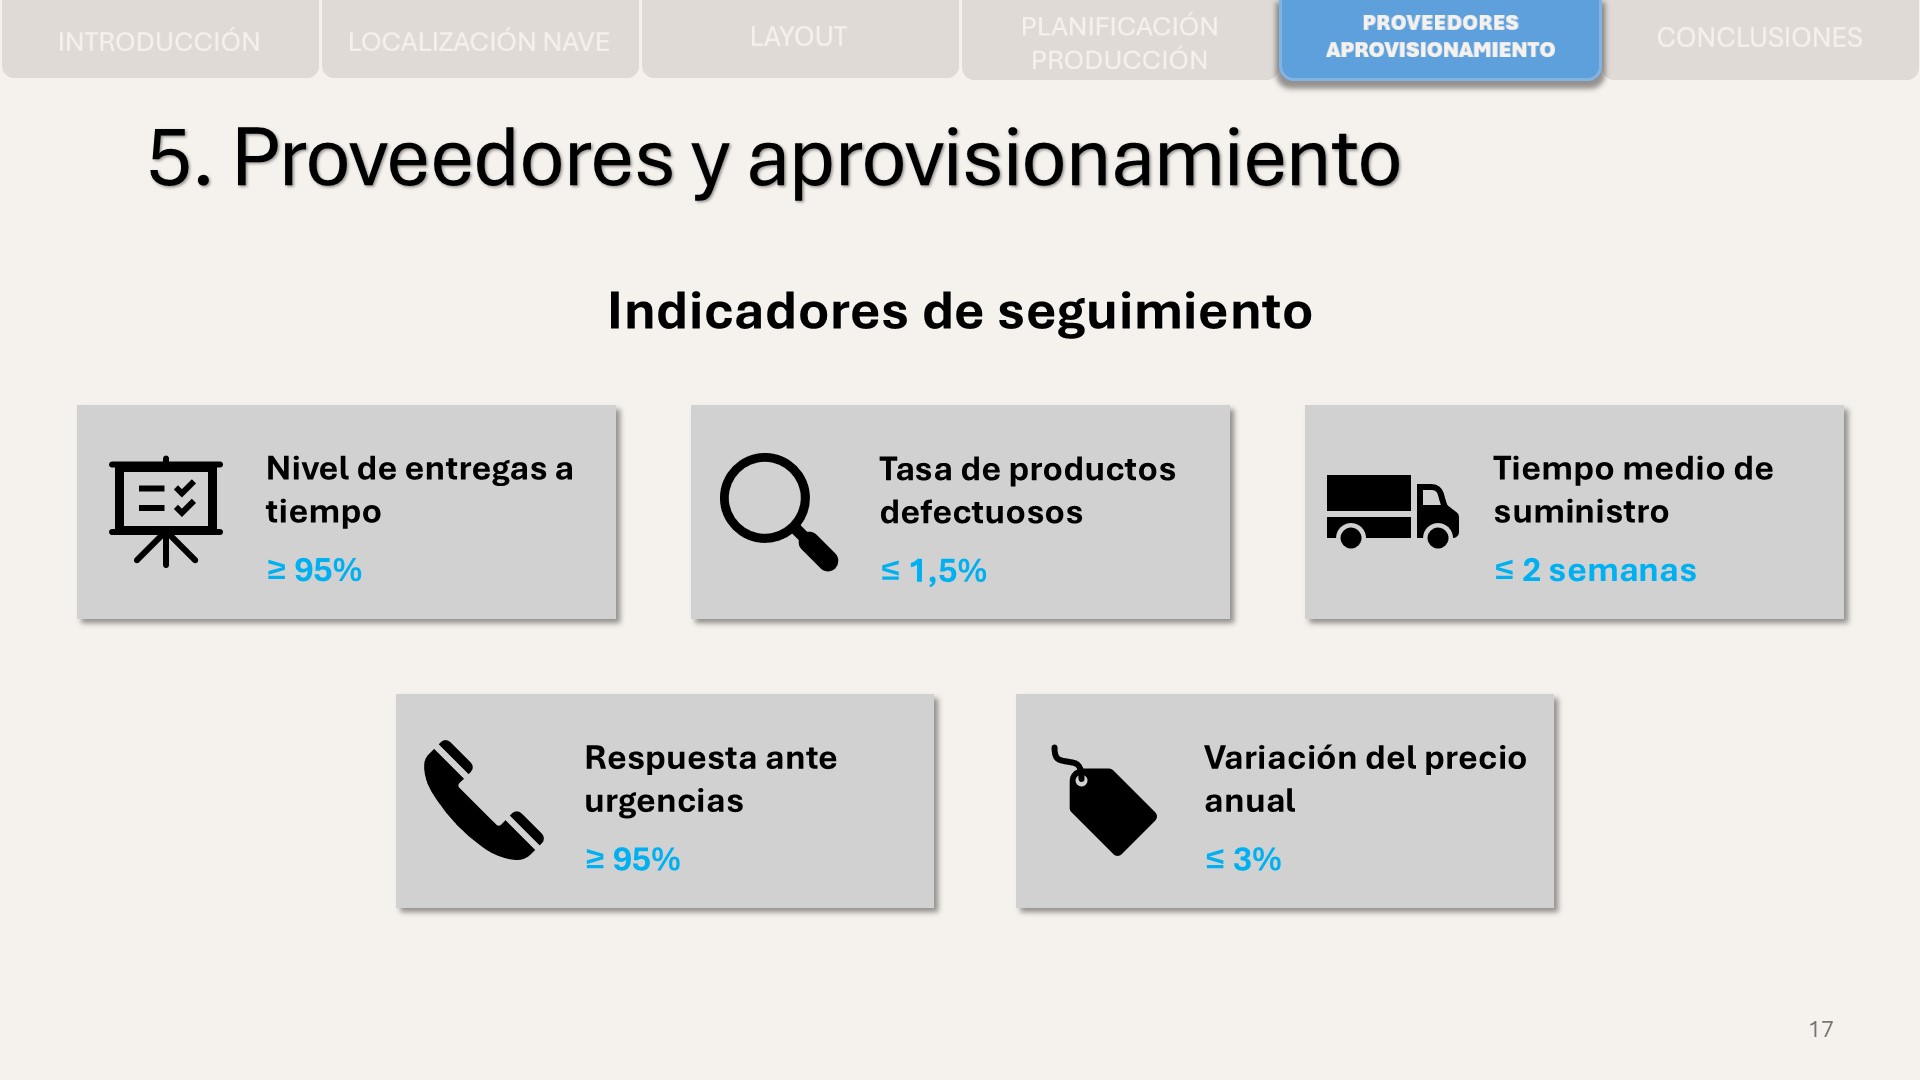 INTRODUCCIÓN
LOCALIZACIÓN NAVE
LAYOUT
PLANIFICACIÓN
PRODUCCIÓN
PROVEEDORES
APROVISIONAMIENTO
CONCLUSIONES
5. Proveedores y aprovisionamiento
Indicadores de seguimiento
Nivel de entregas a
tiempo
≥ 95%
Tasa de productos
defectuosos
≤ 1,5%
Tiempo medio de
suministro
≤ 2 semanas
Respuesta ante
urgencias
≥ 95%
Variación del precio
anual
≤ 3%
17